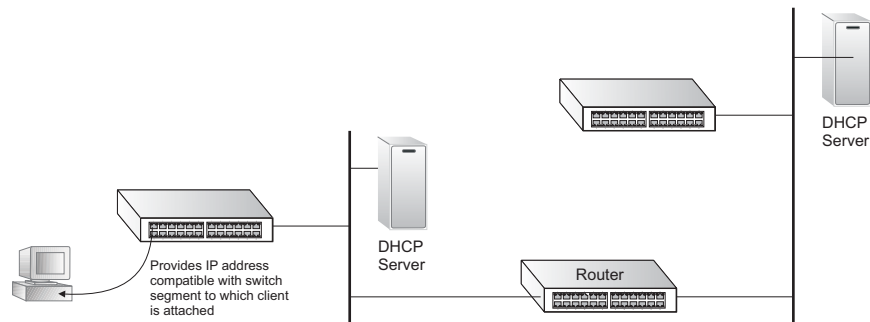 DHCP
Server
DHCP
Server
Provides IP address
compatible with switch
segment to which client
is attached
Router